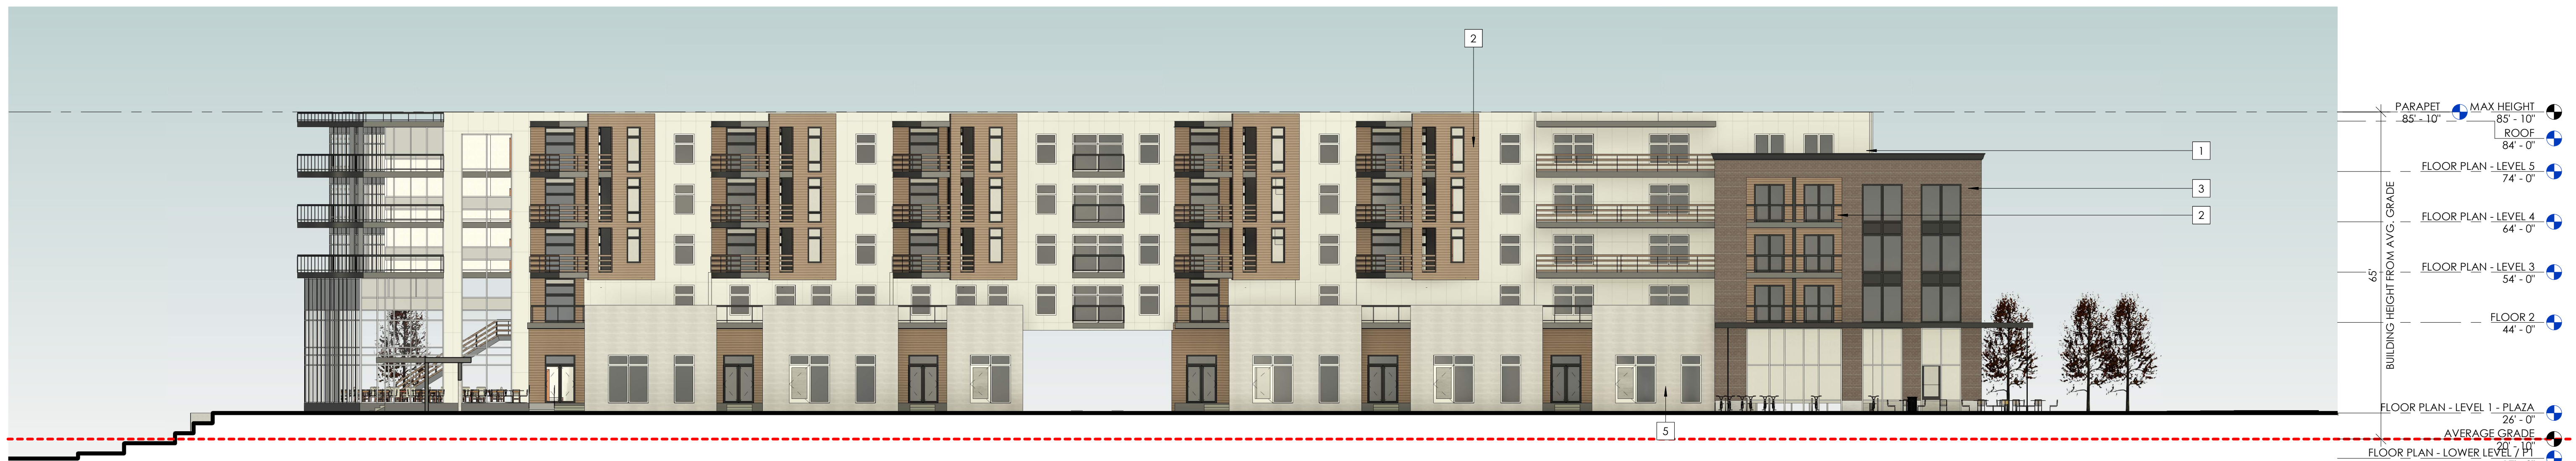 2
PARAPET
85' - 10"
MAX HEIGHT
85' - 10"
ROOF
84' - 0"
1
FLOOR PLAN - LEVEL 5
74' - 0"
3
2
FLOOR PLAN - LEVEL 4
64' - 0"
FLOOR PLAN - LEVEL 3
54' - 0"
65'
BUILDING HEIGHT FROM AVG. GRADE
FLOOR 2
44' - 0"
FLOOR PLAN - LEVEL 1 - PLAZA
26' - 0"
5
AVERAGE GRADE
20' - 10"
FLOOR PLAN - LOWER LEVEL / P1